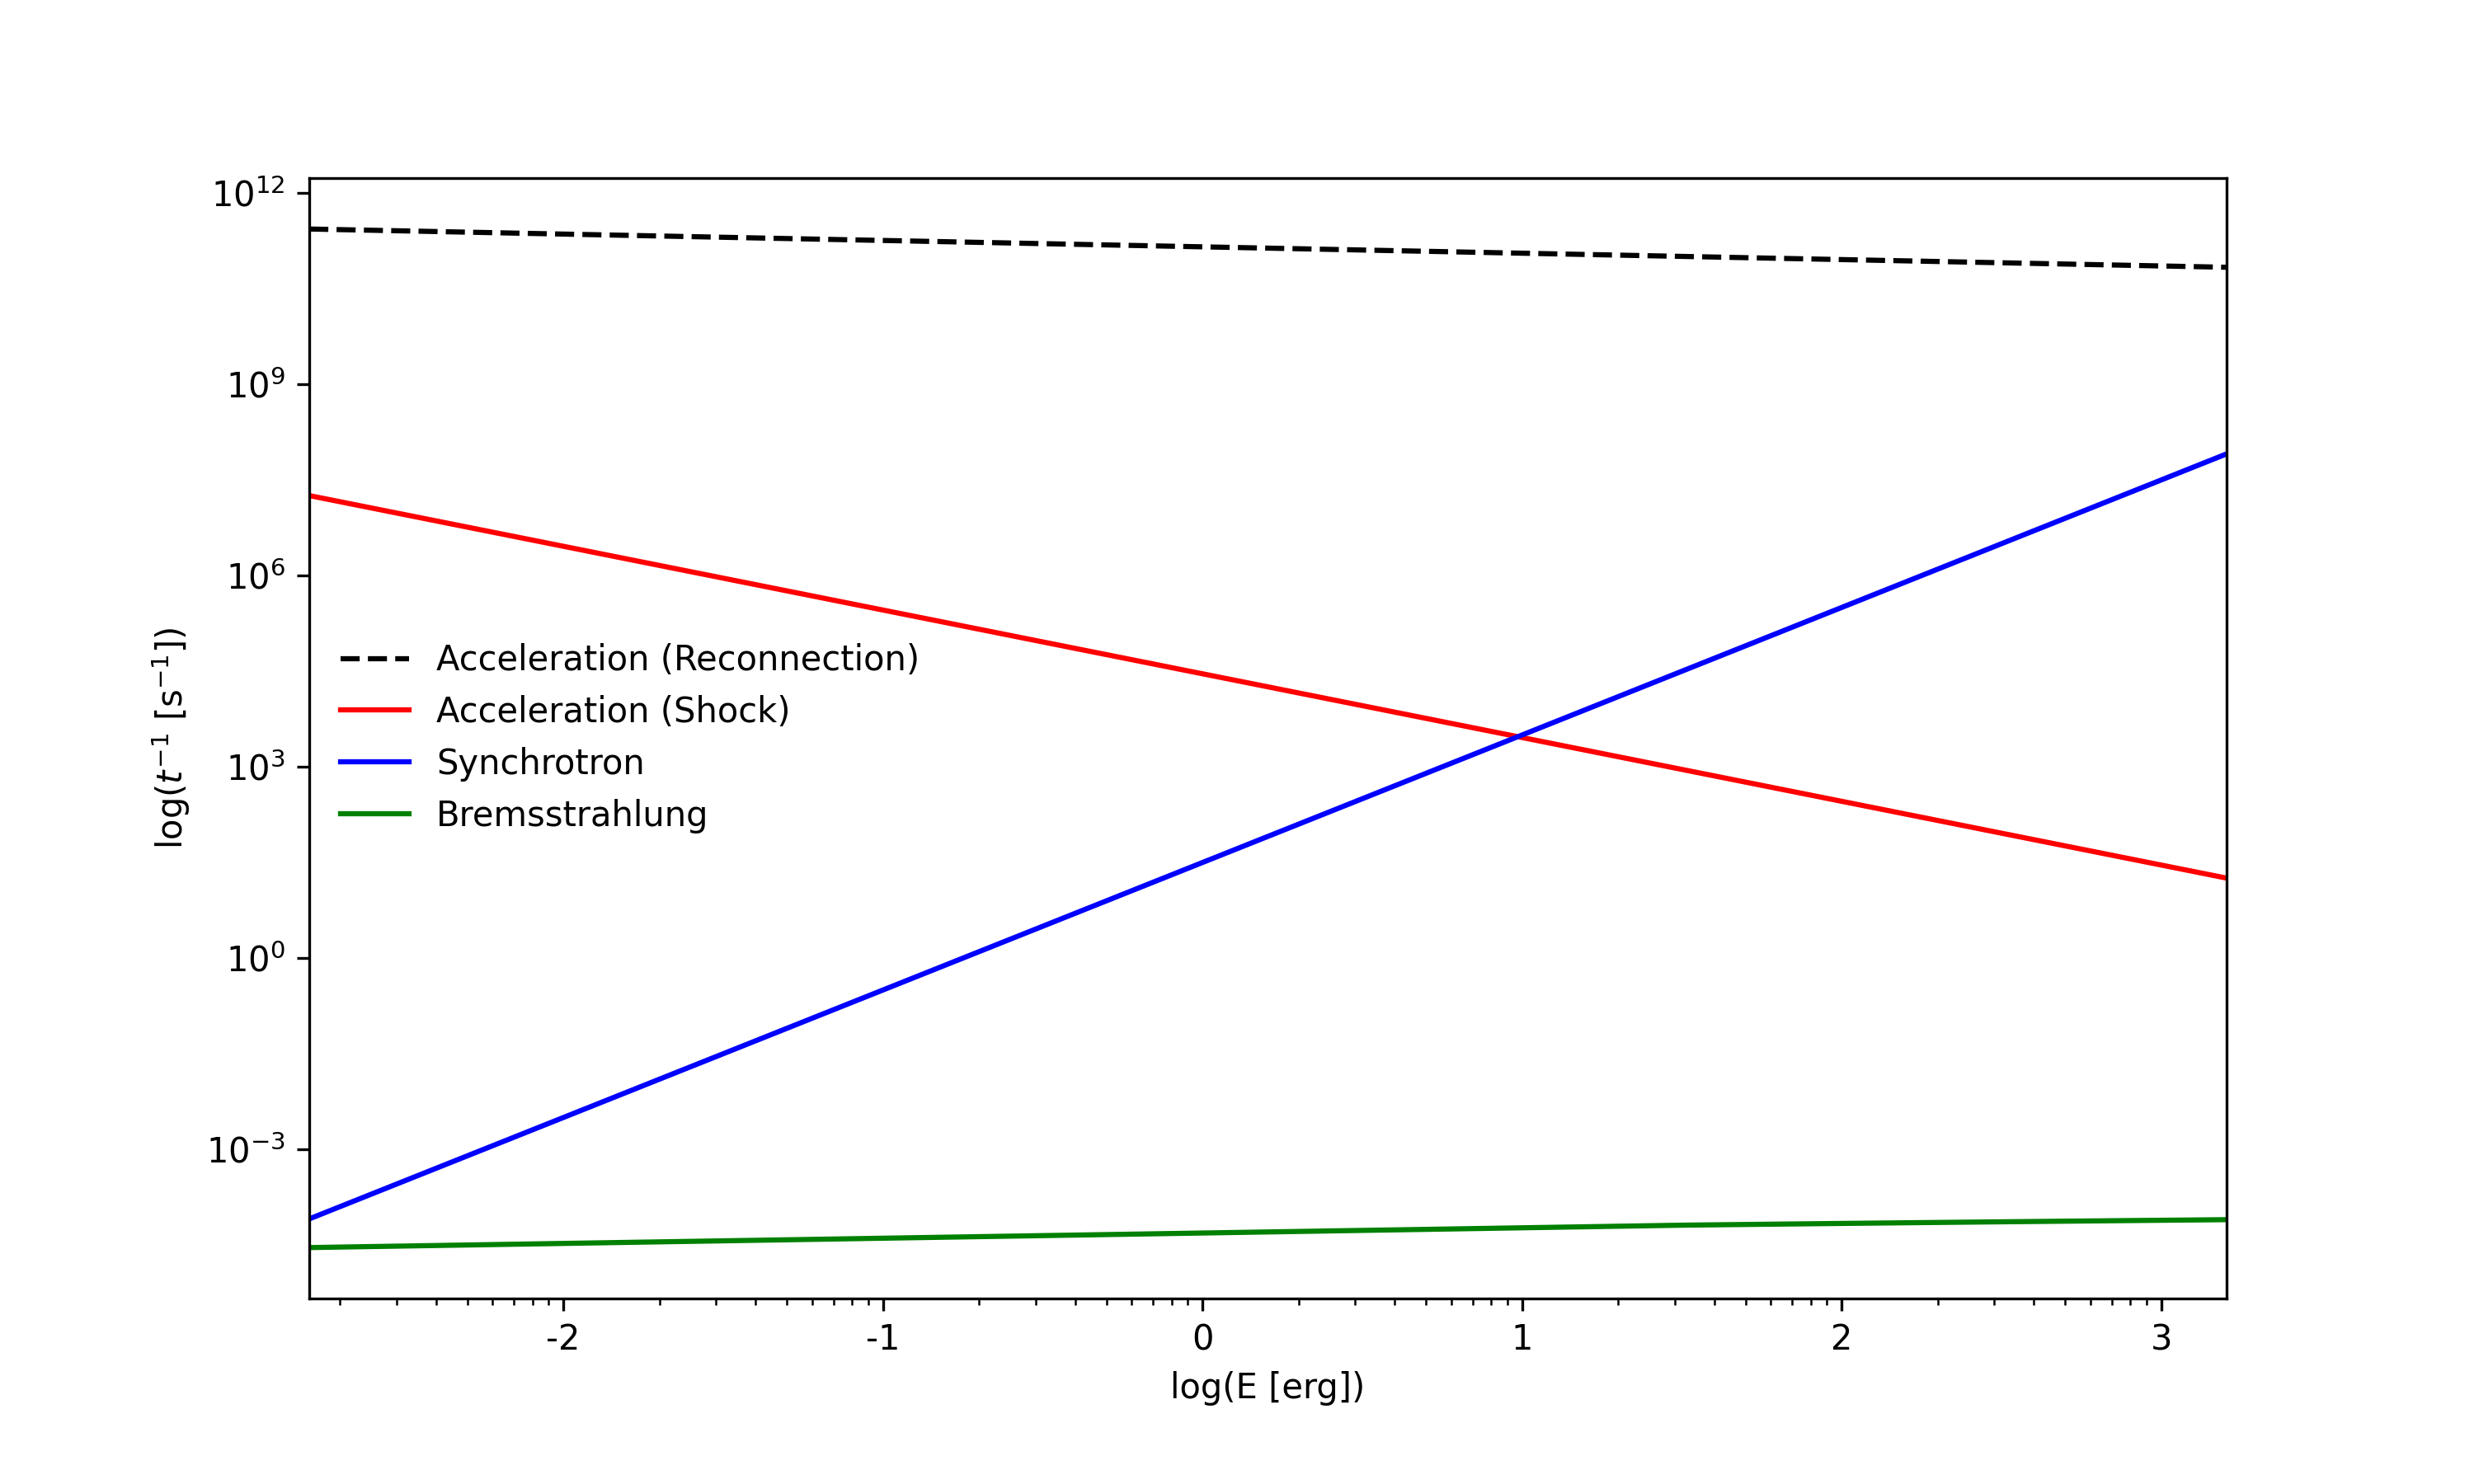 10^12
10^9
10^6
10^3
10^0
10^−3
log(t^−1 [s^−1])
Acceleration (Reconnection)
Acceleration (Shock)
Synchrotron
Bremsstrahlung
-2 -1 0 1 2 3
log(E [erg])